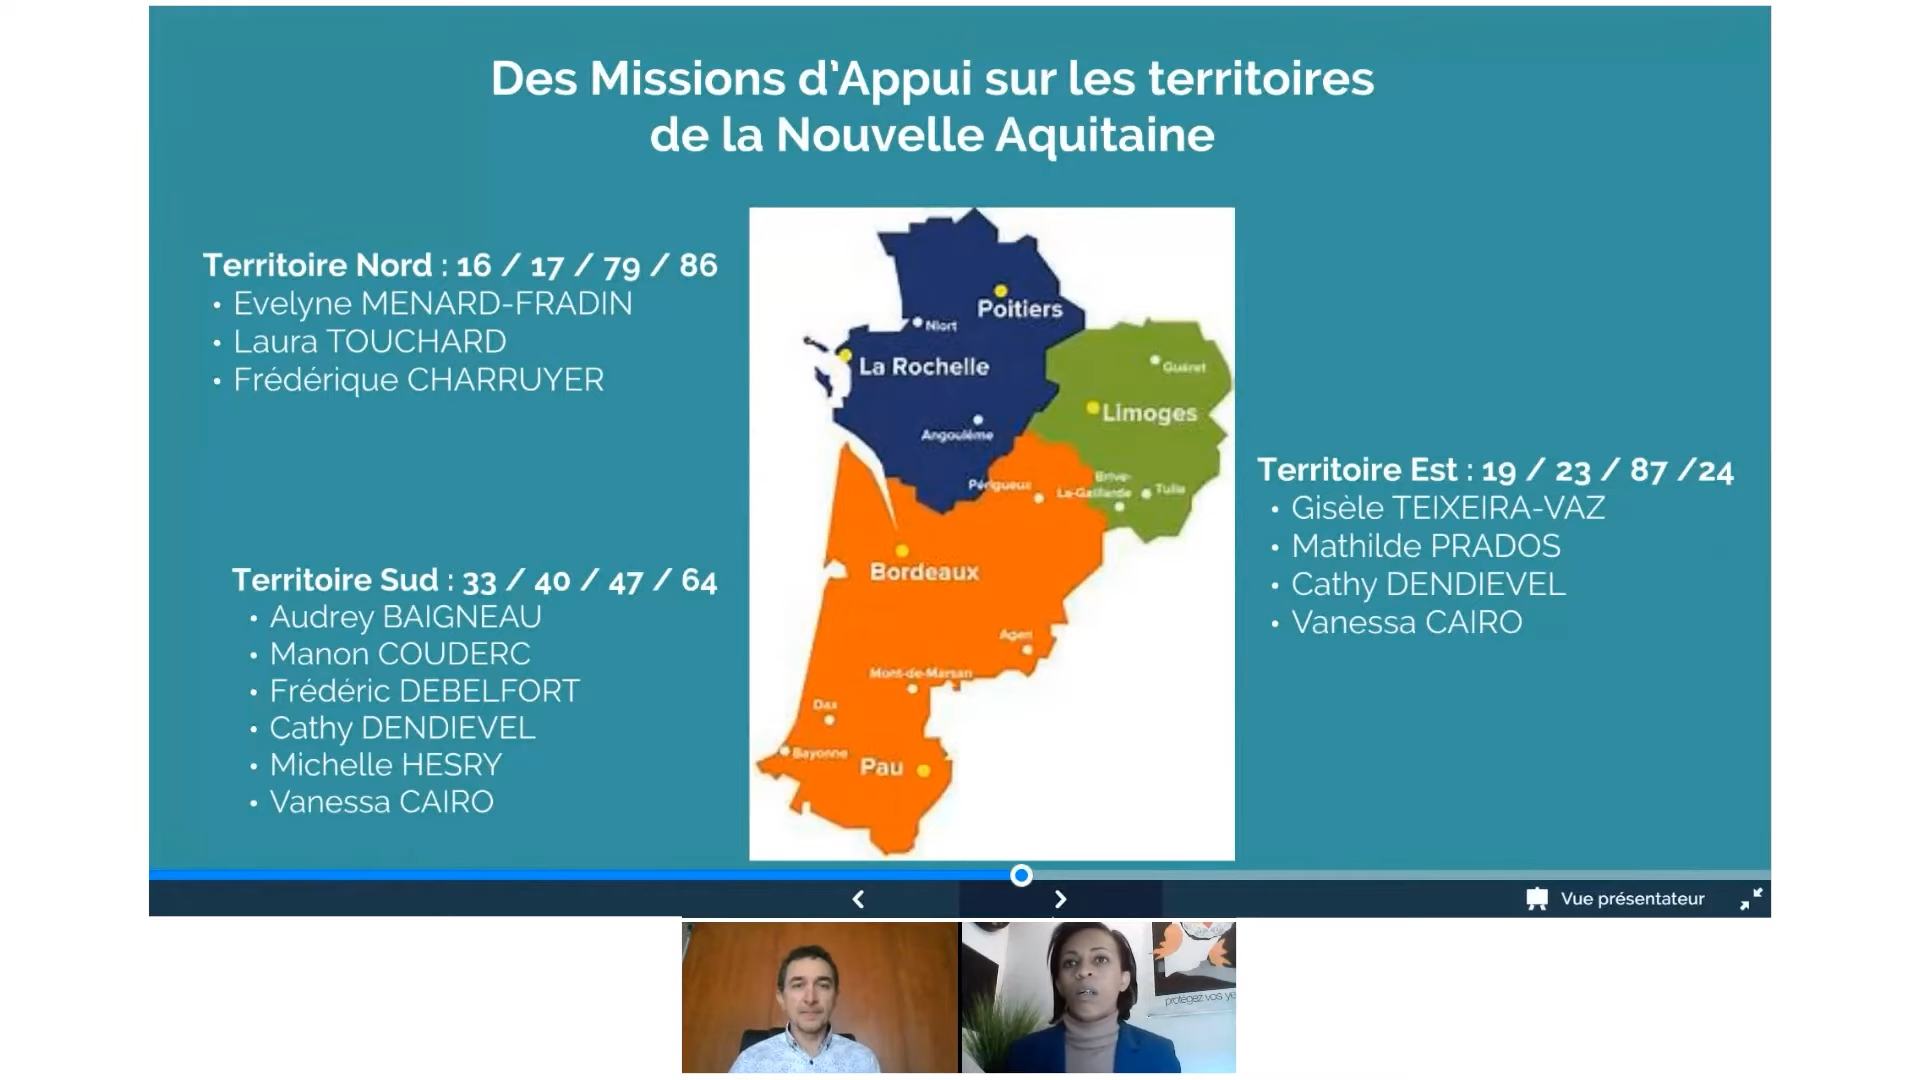 Des Missions d'Appui sur les territoires
de la Nouvelle Aquitaine
Territoire Nord : 16 / 17 / 79 / 86
• Evelyne MENARD-FRADIN
• Laura TOUCHARD
• Frédérique CHARRUYER
Territoire Sud : 33 / 40 / 47 / 64
• Audrey BAIGNEAU
• Manon COUDERC
• Frédéric DEBELFORT
• Cathy DENDIEVEL
• Michelle HESRY
• Vanessa CAIRO
Poitiers
Niort
La Rochelle
Guéret
Limoges
Angoulême
Périgueux
Brive-
La-Gaillarde
Tulle
Bordeaux
Agen
Mont-de-Marsan
Dax
Bayonne
Pau
Territoire Est : 19 / 23 / 87 /24
• Gisèle TEIXEIRA-VAZ
• Mathilde PRADOS
• Cathy DENDIEVEL
• Vanessa CAIRO
Vue présentateur
protégez vos ye